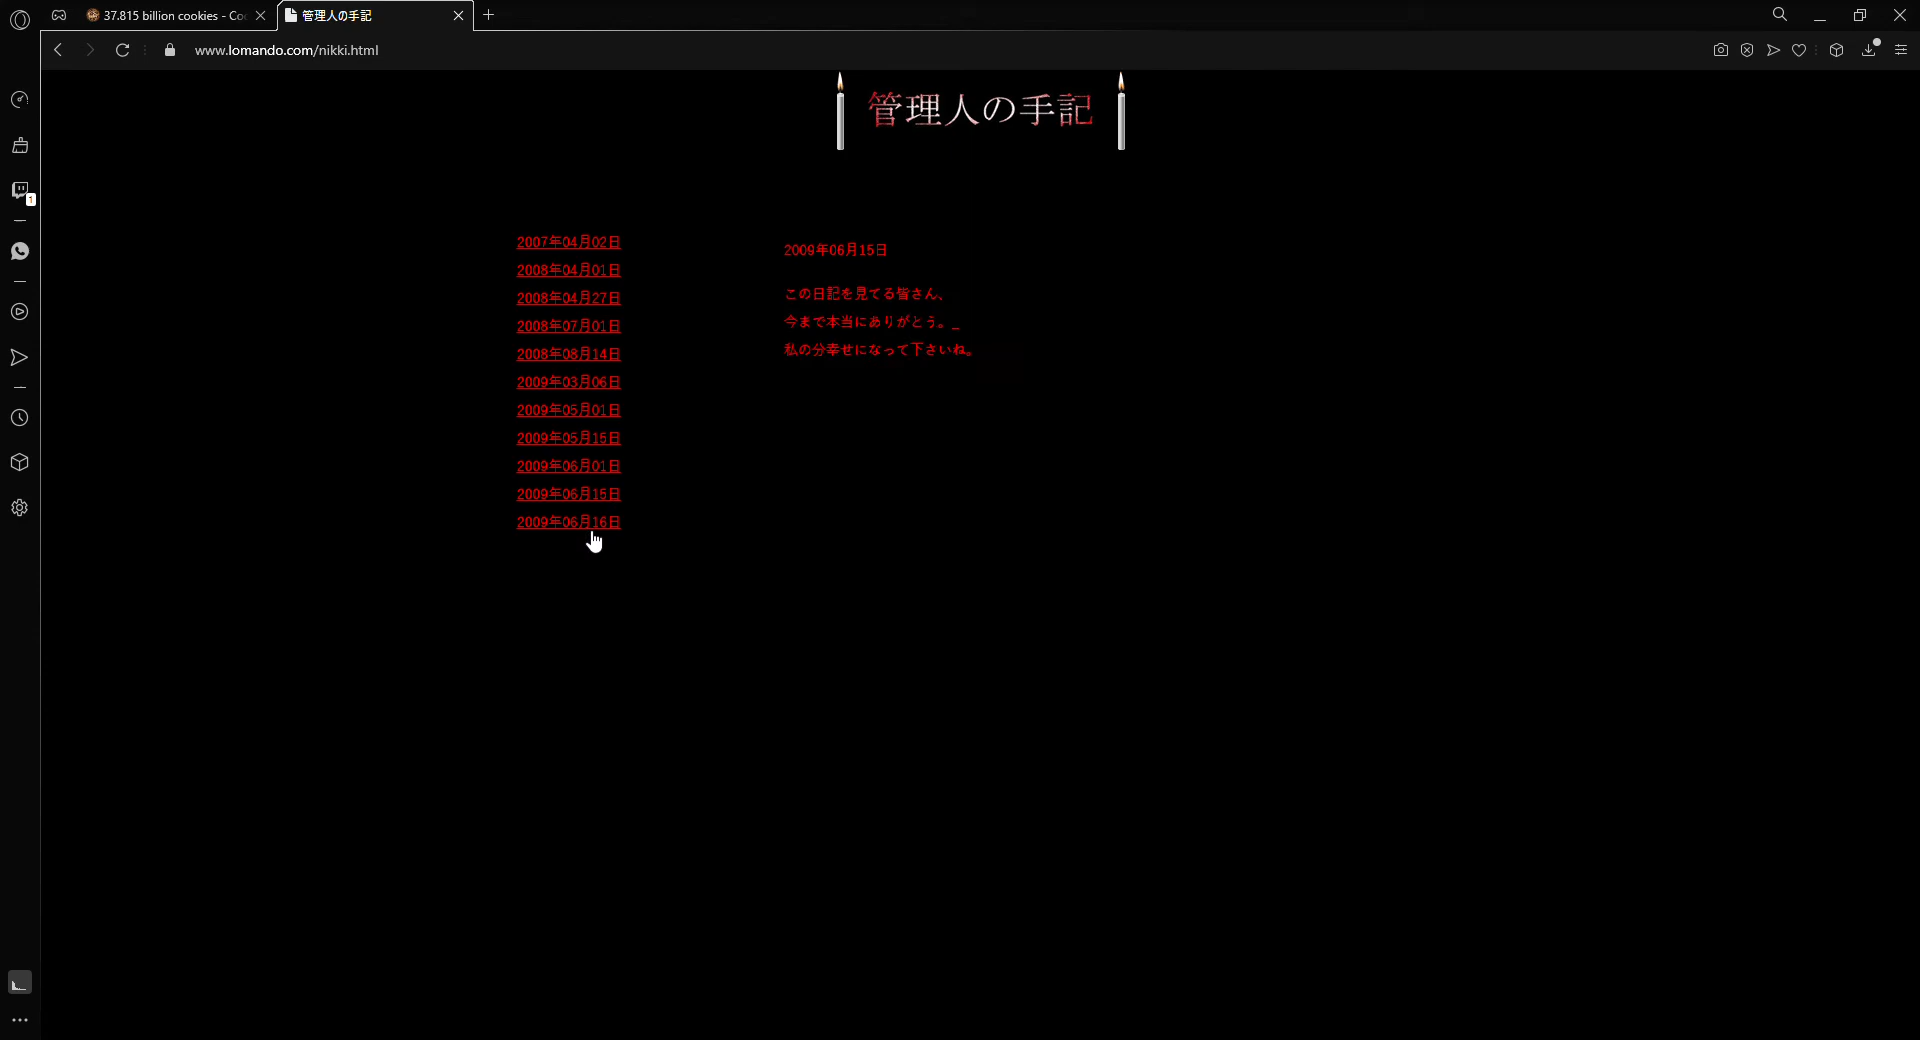 37.815 billion cookies - Coo
管理人の手記
www.lomando.com/nikki.html
1
管理人の手記
2007年04月02日
2008年04月01日
2008年04月27日
2008年07月01日
2008年08月14日
2009年03月06日
2009年05月01日
2009年05月15日
2009年06月01日
2009年06月15日
2009年06月16日
2009年06月15日
この日記を見てる皆さん、
今まで本当にありがとう。_
私の分幸せになって下さいね。